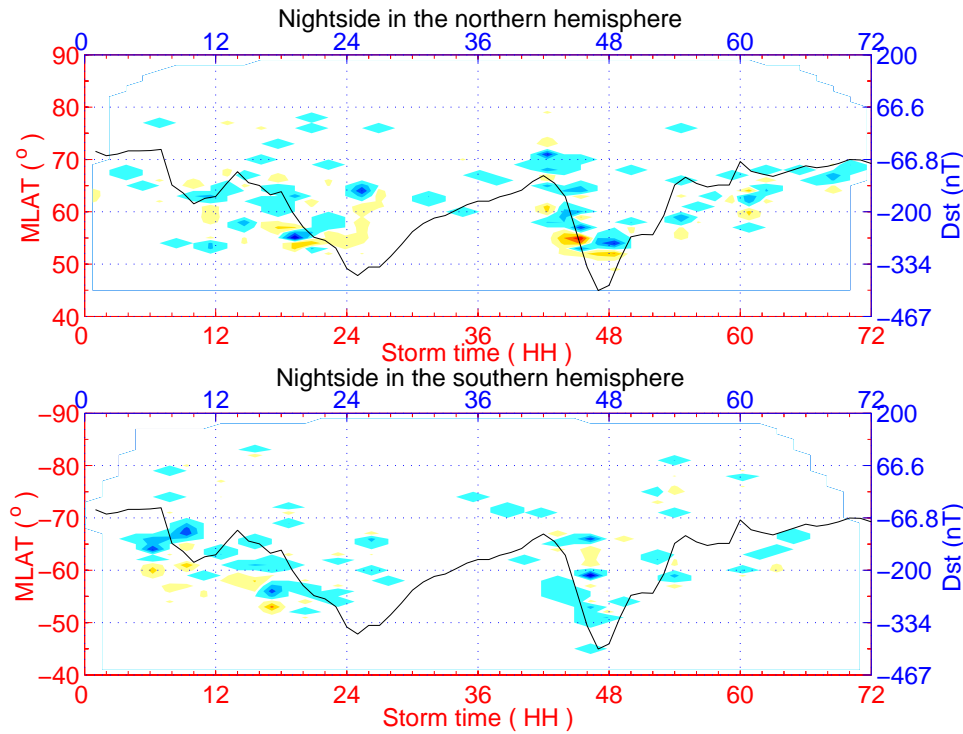 Nightside in the northern hemisphere
0 12 24 36 48 60 72
90 200
80 66.6
70 −66.8
60 −200
50 −334
40 −467
MLAT ( o )
Dst (nT)
0 12 24 36 48 60 72
Storm time ( HH )
Nightside in the southern hemisphere
0 12 24 36 48 60 72
−90 200
−80 66.6
−70 −66.8
−60 −200
−50 −334
−40 −467
MLAT ( o )
Dst (nT)
0 12 24 36 48 60 72
Storm time ( HH )